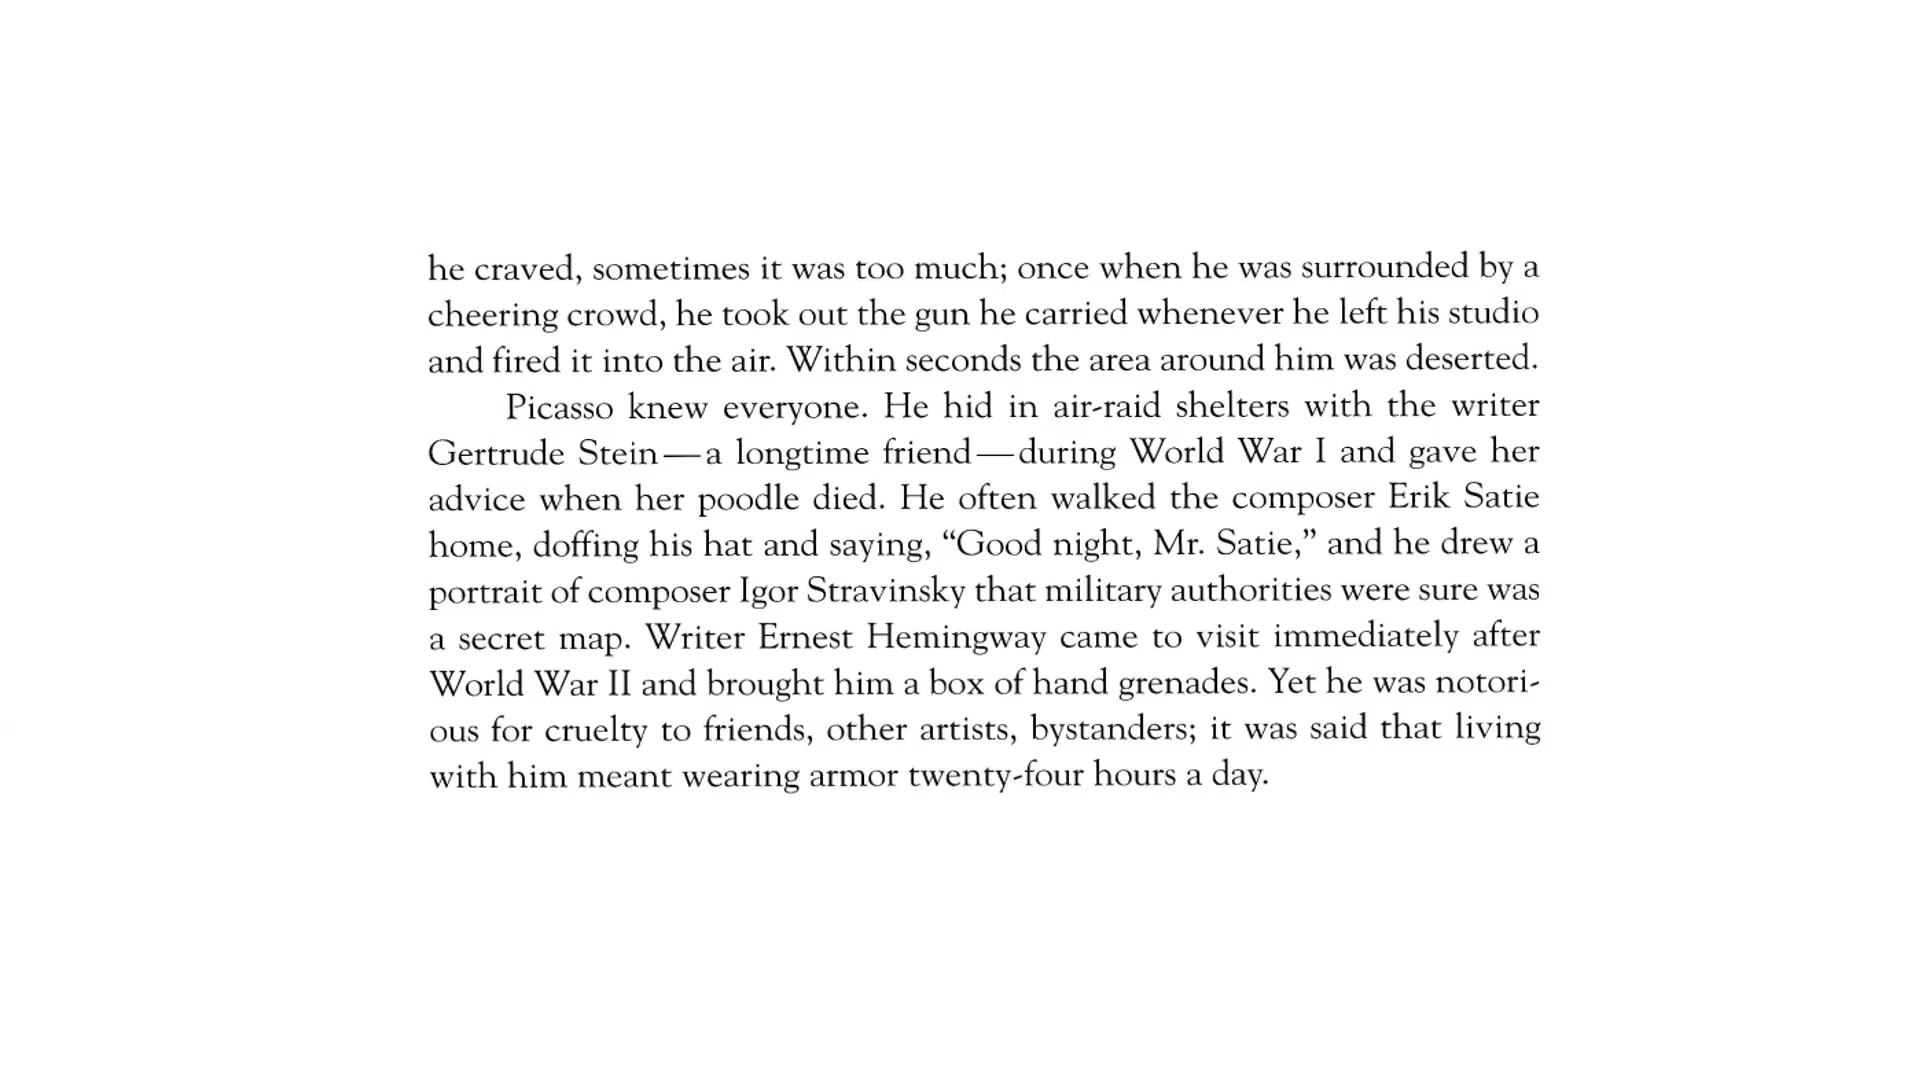 he craved, sometimes it was too much; once when he was surrounded by a
cheering crowd, he took out the gun he carried whenever he left his studio
and fired it into the air. Within seconds the area around him was deserted.
Picasso knew everyone. He hid in air-raid shelters with the writer
Gertrude Stein—a longtime friend—during World War I and gave her
advice when her poodle died. He often walked the composer Erik Satie
home, doffing his hat and saying, “Good night, Mr. Satie,” and he drew a
portrait of composer Igor Stravinsky that military authorities were sure was
a secret map. Writer Ernest Hemingway came to visit immediately after
World War II and brought him a box of hand grenades. Yet he was notori-
ous for cruelty to friends, other artists, bystanders; it was said that living
with him meant wearing armor twenty-four hours a day.